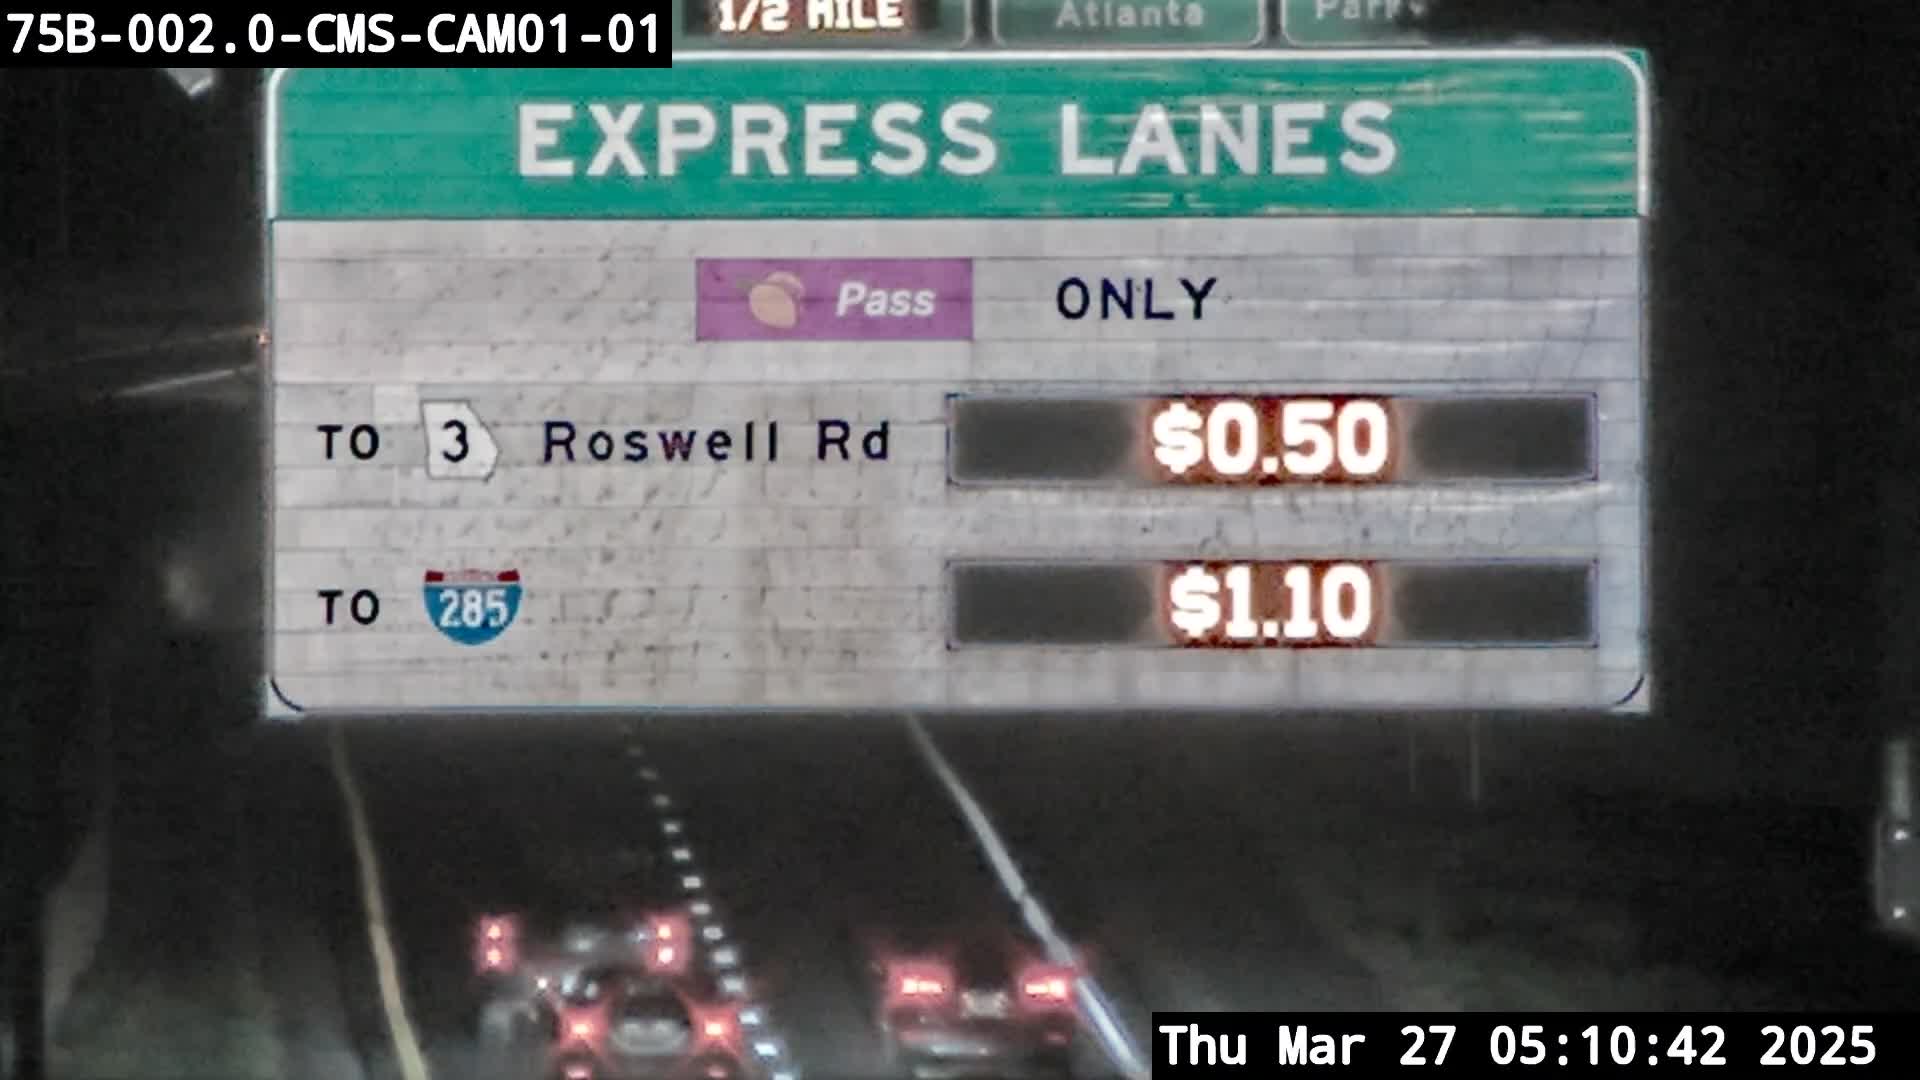 75B-002.0-CMS-CAM01-01
1/2 MILE
Atlanta
EXPRESS LANES
Pass ONLY
TO 3 Roswell Rd $0.50
TO 285 $1.10
Thu Mar 27 05:10:42 2025